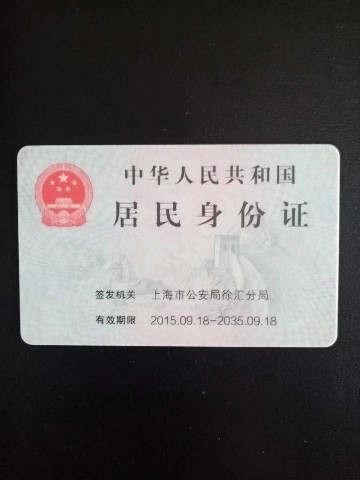 中华人民共和国
居民身份证
签发机关 上海市公安局徐汇分局
有效期限 2015.09.18-2035.09.18